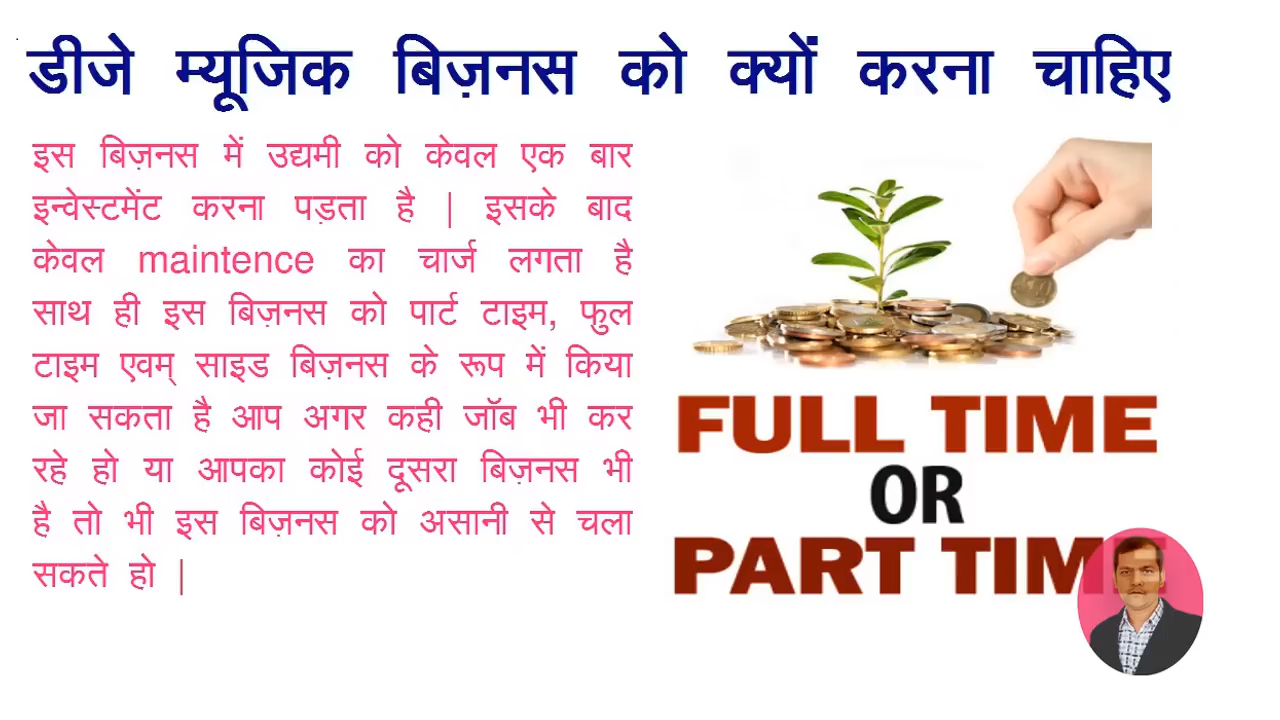 डीजे म्यूजिक बिज़नस को क्यों करना चाहिए
इस बिज़नस में उद्यमी को केवल एक बार
इन्वेस्टमेंट करना पड़ता है |  इसके बाद
केवल maintence का चार्ज लगता है
साथ ही इस बिज़नस को पार्ट टाइम, फुल
टाइम एवम् साइड बिज़नस के रूप में किया
जा सकता है आप अगर कही जॉब भी कर
रहे हो या आपका कोई दूसरा बिज़नस भी
है तो भी इस बिज़नस को असानी से चला
सकते हो |
FULL TIME
OR
PART TIME